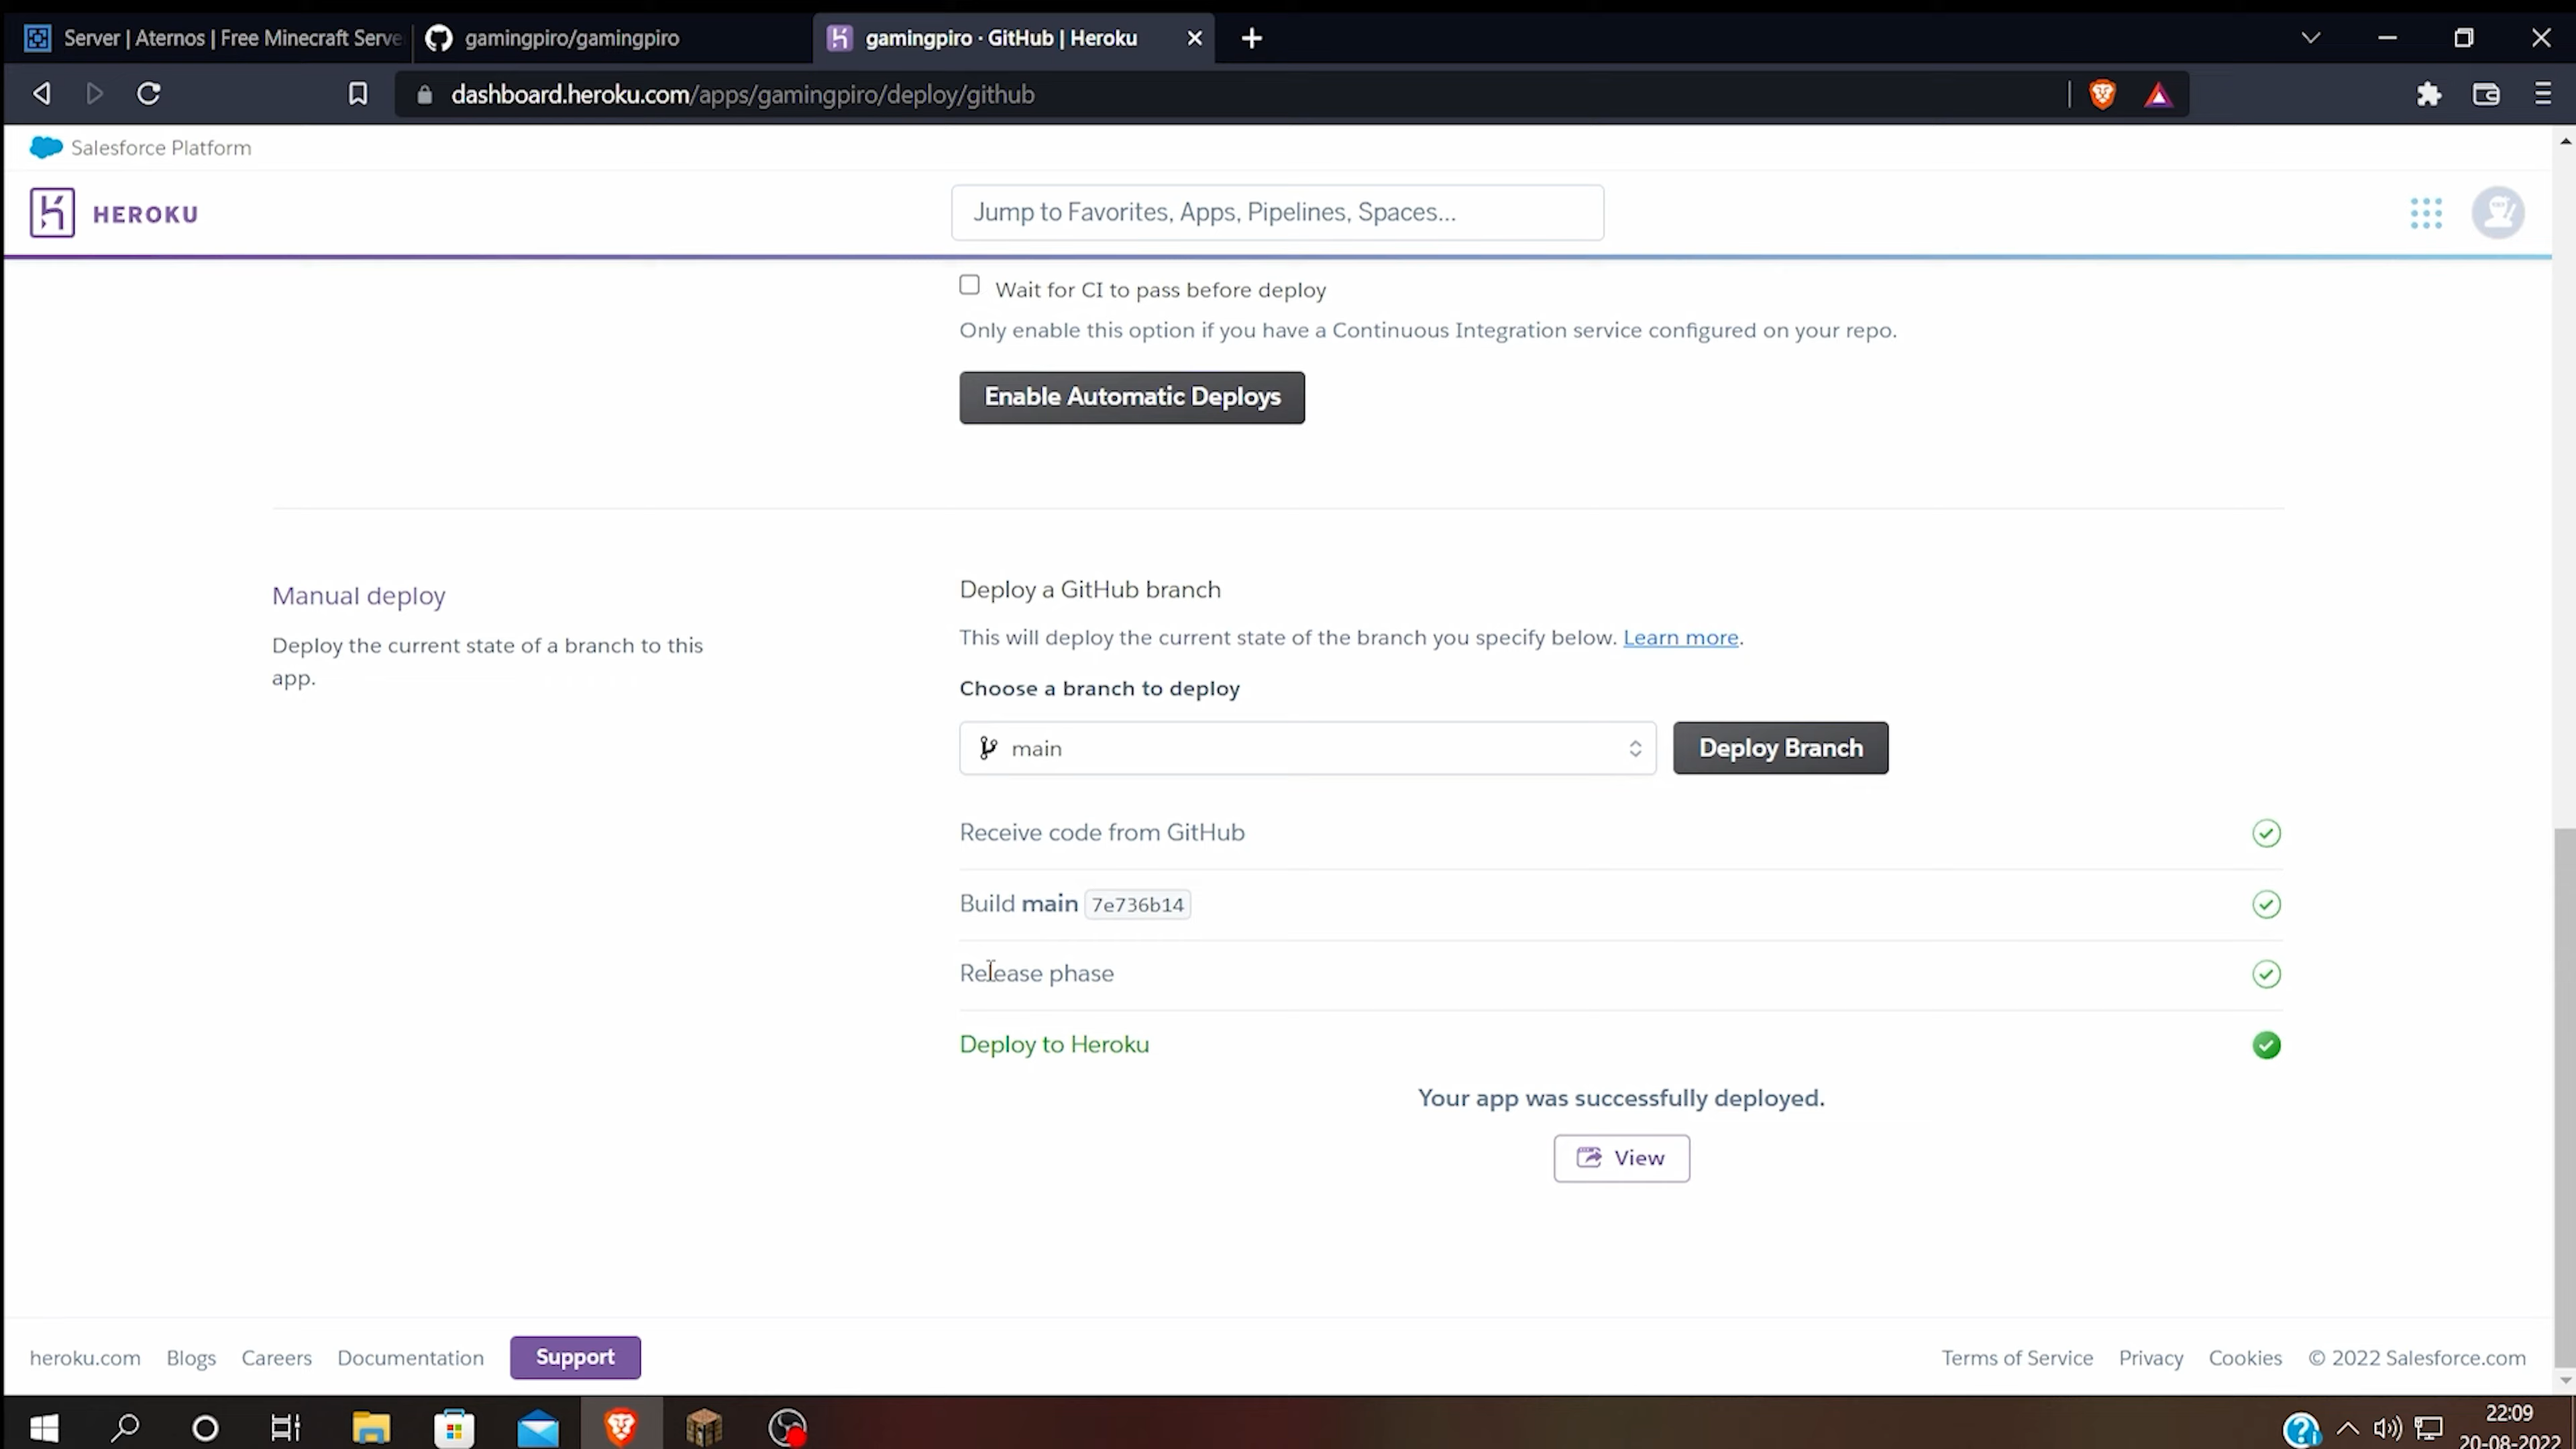 Server | Aternos | Free Minecraft Serve
gamingpiro/gamingpiro
gamingpiro · GitHub | Heroku
dashboard.heroku.com/apps/gamingpiro/deploy/github
Salesforce Platform
HEROKU
Jump to Favorites, Apps, Pipelines, Spaces...
Wait for CI to pass before deploy
Only enable this option if you have a Continuous Integration service configured on your repo.
Enable Automatic Deploys
Manual deploy
Deploy the current state of a branch to this
app.
Deploy a GitHub branch
This will deploy the current state of the branch you specify below. Learn more.
Choose a branch to deploy
main
Deploy Branch
Receive code from GitHub
Build main 7e736b14
Release phase
Deploy to Heroku
Your app was successfully deployed.
View
heroku.com Blogs Careers Documentation Support
Terms of Service Privacy Cookies © 2022 Salesforce.com
22:09
20-08-2022